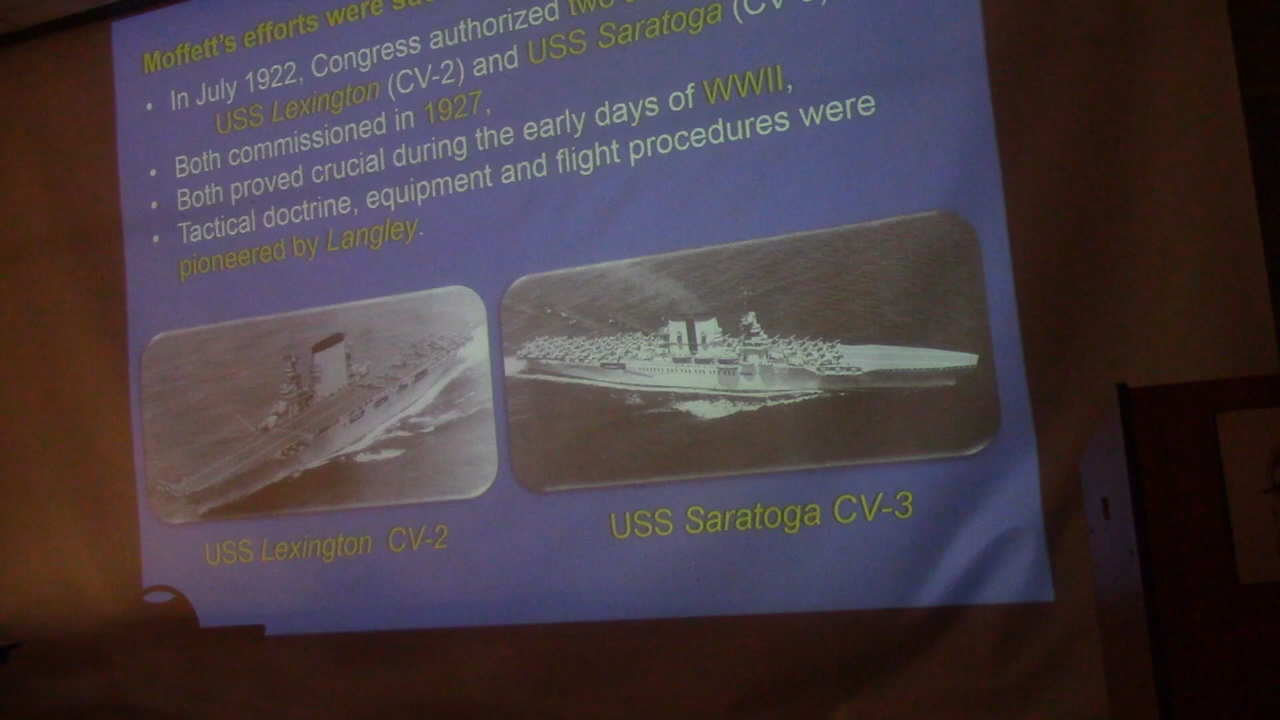 Moffett's efforts were
• In July 1922, Congress authorized two
USS Lexington (CV-2) and USS Saratoga
• Both commissioned in 1927,
• Both proved crucial during the early days of WWII,
• Tactical doctrine, equipment and flight procedures were
pioneered by Langley.
USS Lexington CV-2
USS Saratoga CV-3